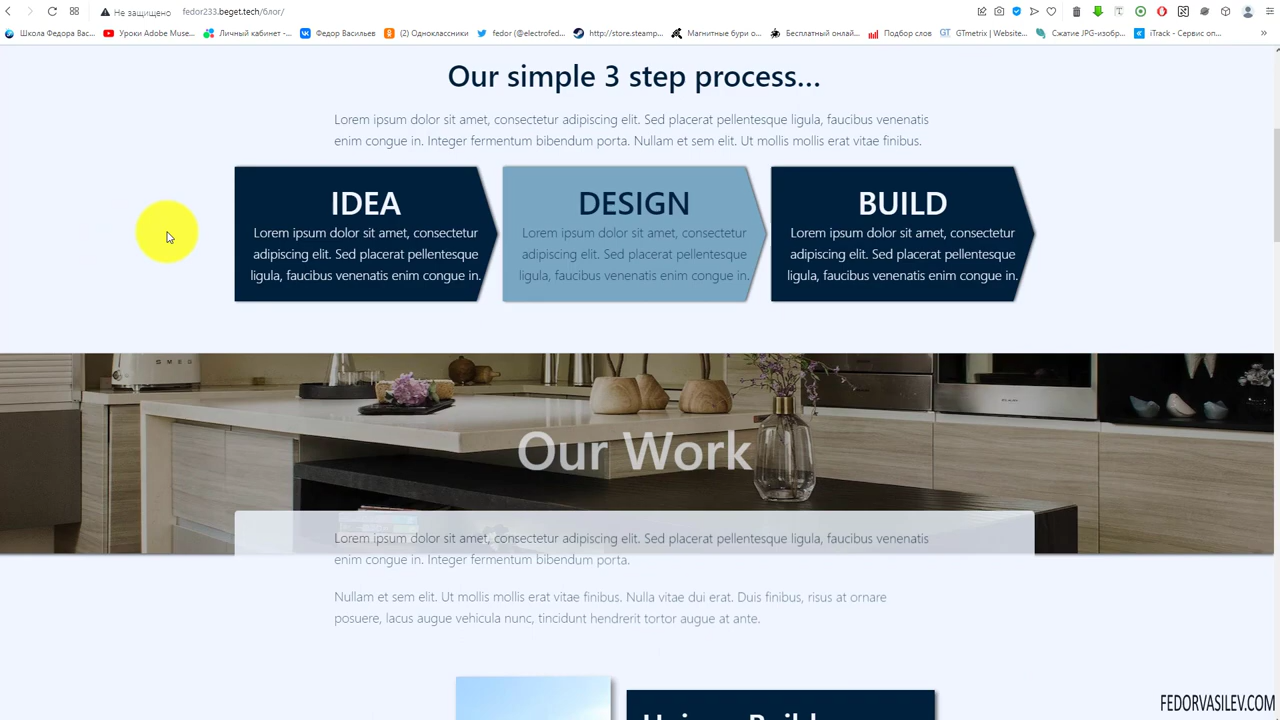 Не защищено fedor233.beget.tech/блог/
Школа Федора Вас... Уроки Adobe Muse... Личный кабинет -... Федор Васильев (2) Одноклассники fedor (@electrofed... http://store.steamp... Магнитные бури о... Бесплатный онлай... Подбор слов GTmetrix | Website... Сжатие JPG-изобр... iTrack - Сервис оп... »
Our simple 3 step process...
Lorem ipsum dolor sit amet, consectetur adipiscing elit. Sed placerat pellentesque ligula, faucibus venenatis
enim congue in. Integer fermentum bibendum porta. Nullam et sem elit. Ut mollis mollis erat vitae finibus.
IDEA
Lorem ipsum dolor sit amet, consectetur
adipiscing elit. Sed placerat pellentesque
ligula, faucibus venenatis enim congue in.
DESIGN
Lorem ipsum dolor sit amet, consectetur
adipiscing elit. Sed placerat pellentesque
ligula, faucibus venenatis enim congue in.
BUILD
Lorem ipsum dolor sit amet, consectetur
adipiscing elit. Sed placerat pellentesque
ligula, faucibus venenatis enim congue in.
SMEG
Our Work
Lorem ipsum dolor sit amet, consectetur adipiscing elit. Sed placerat pellentesque ligula, faucibus venenatis
enim congue in. Integer fermentum bibendum porta.
Nullam et sem elit. Ut mollis mollis erat vitae finibus. Nulla vitae dui erat. Duis finibus, risus at ornare
posuere, lacus augue vehicula nunc, tincidunt hendrerit tortor augue at ante.
FEDORVASILEV.COM